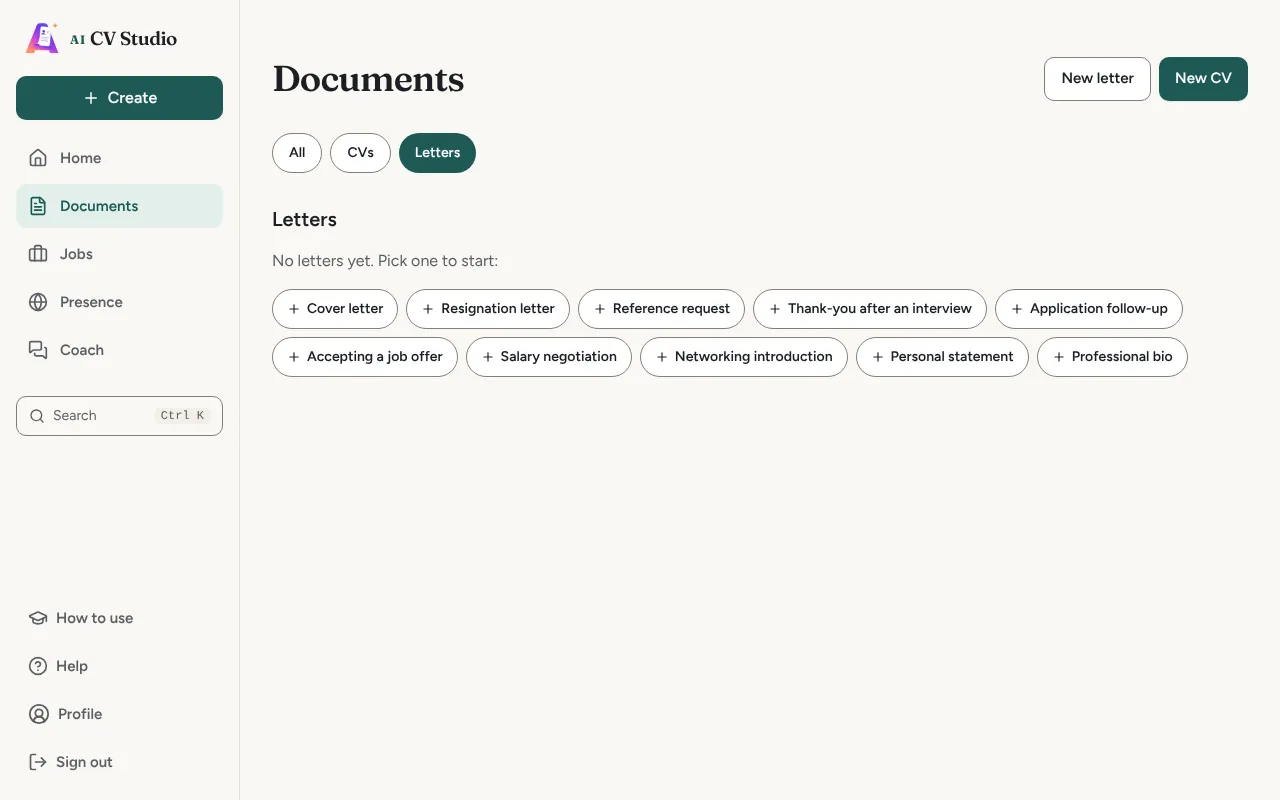 AI CV Studio
Create
Home
Documents
Jobs
Presence
Coach
Search Ctrl K
How to use
Help
Profile
Sign out
Documents
New letter
New CV
All
CVs
Letters
Letters
No letters yet. Pick one to start:
+ Cover letter
+ Resignation letter
+ Reference request
+ Thank-you after an interview
+ Application follow-up
+ Accepting a job offer
+ Salary negotiation
+ Networking introduction
+ Personal statement
+ Professional bio